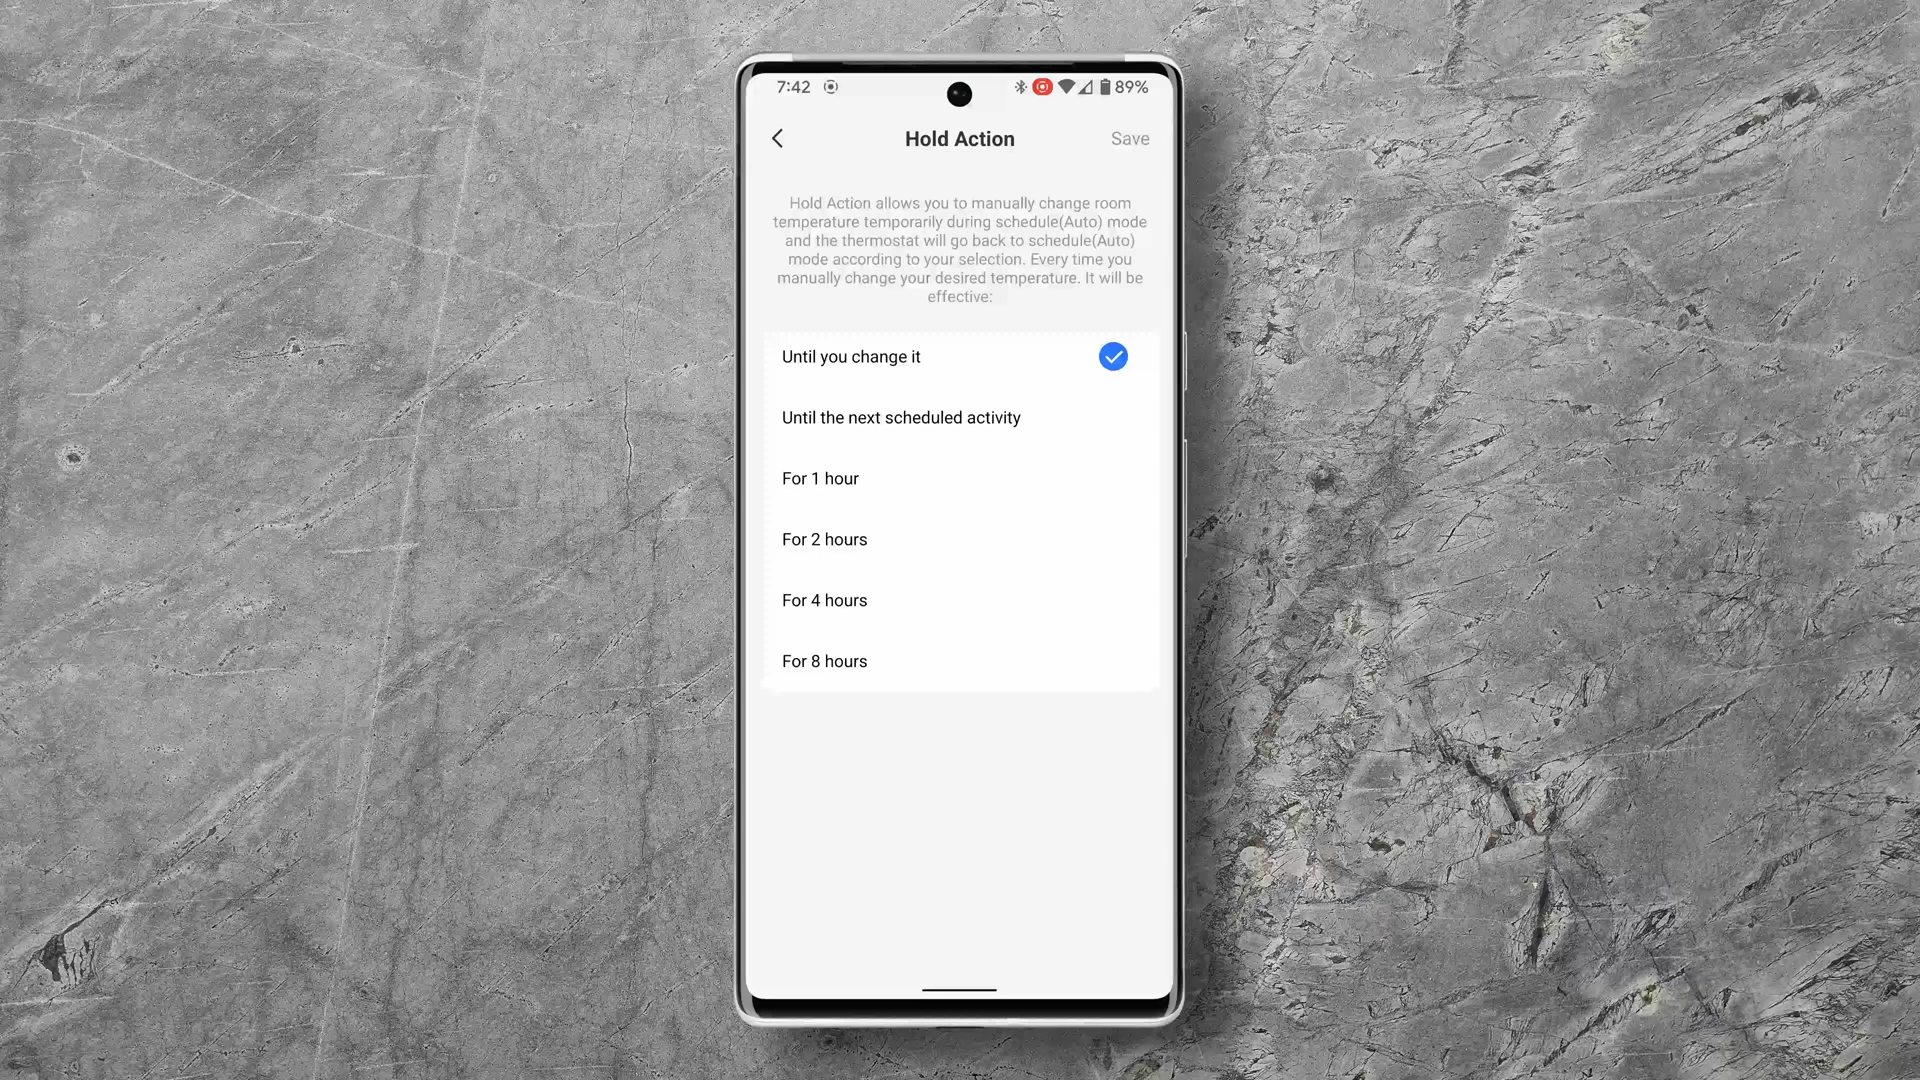 7:42 89%
Hold Action Save
Hold Action allows you to manually change room
temperature temporarily during schedule(Auto) mode
and the thermostat will go back to schedule(Auto)
mode according to your selection. Every time you
manually change your desired temperature. It will be
effective:
Until you change it
Until the next scheduled activity
For 1 hour
For 2 hours
For 4 hours
For 8 hours